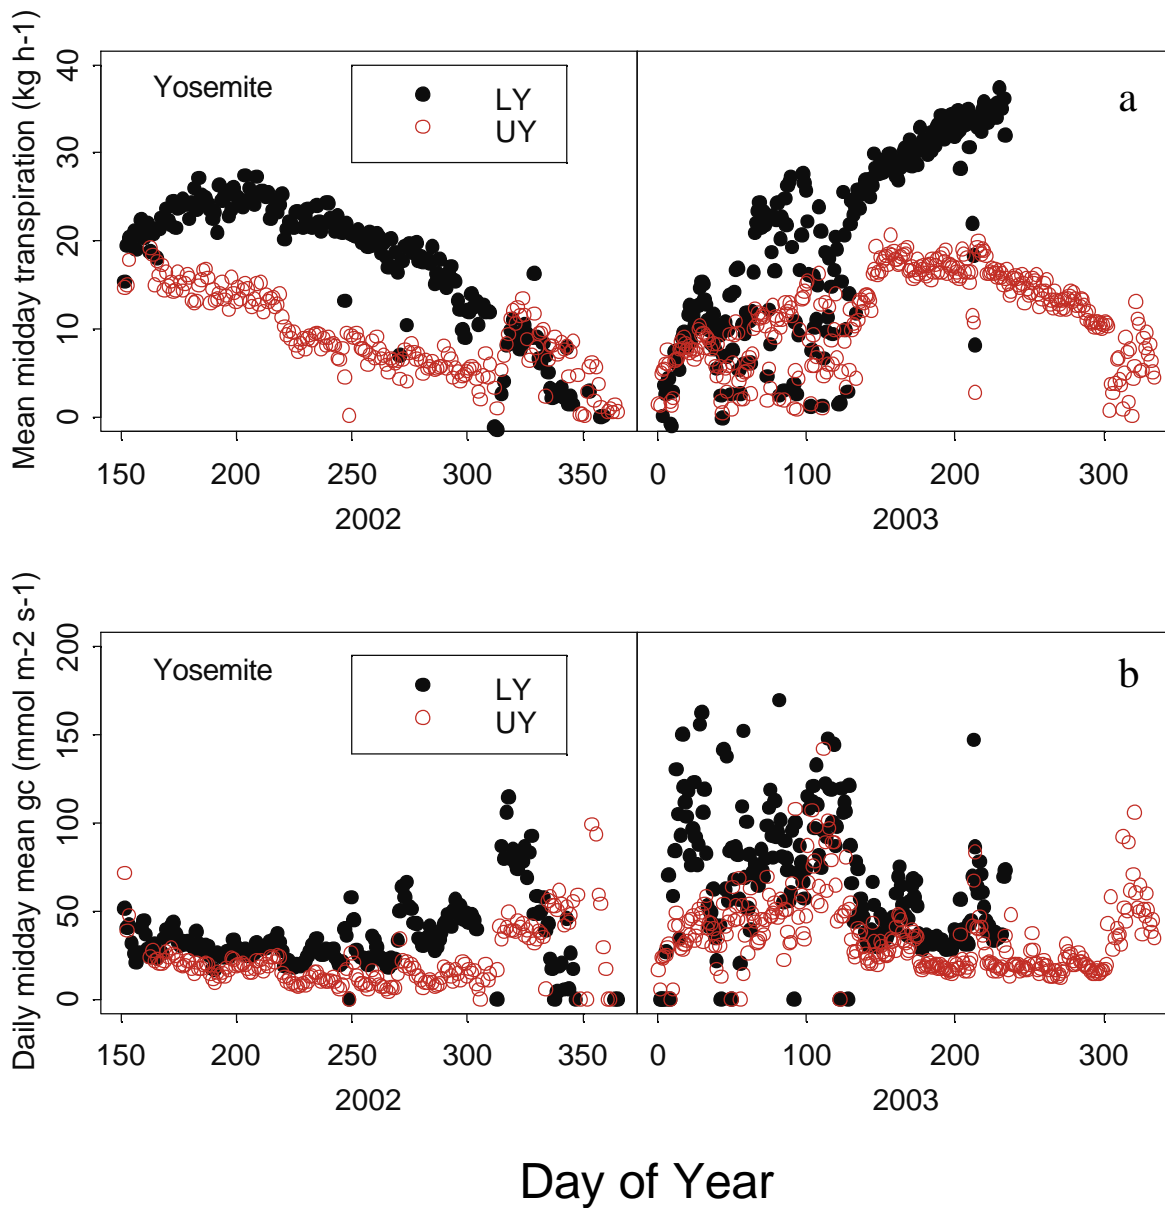 Mean midday transpiration (kg h-1)
40
30
20
10
0
Yosemite
LY
UY
a
150 200 250 300 350 0 100 200 300
2002 2003
Daily midday mean gc (mmol m-2 s-1)
200
150
100
50
0
Yosemite
LY
UY
b
150 200 250 300 350 0 100 200 300
2002 2003
Day of Year